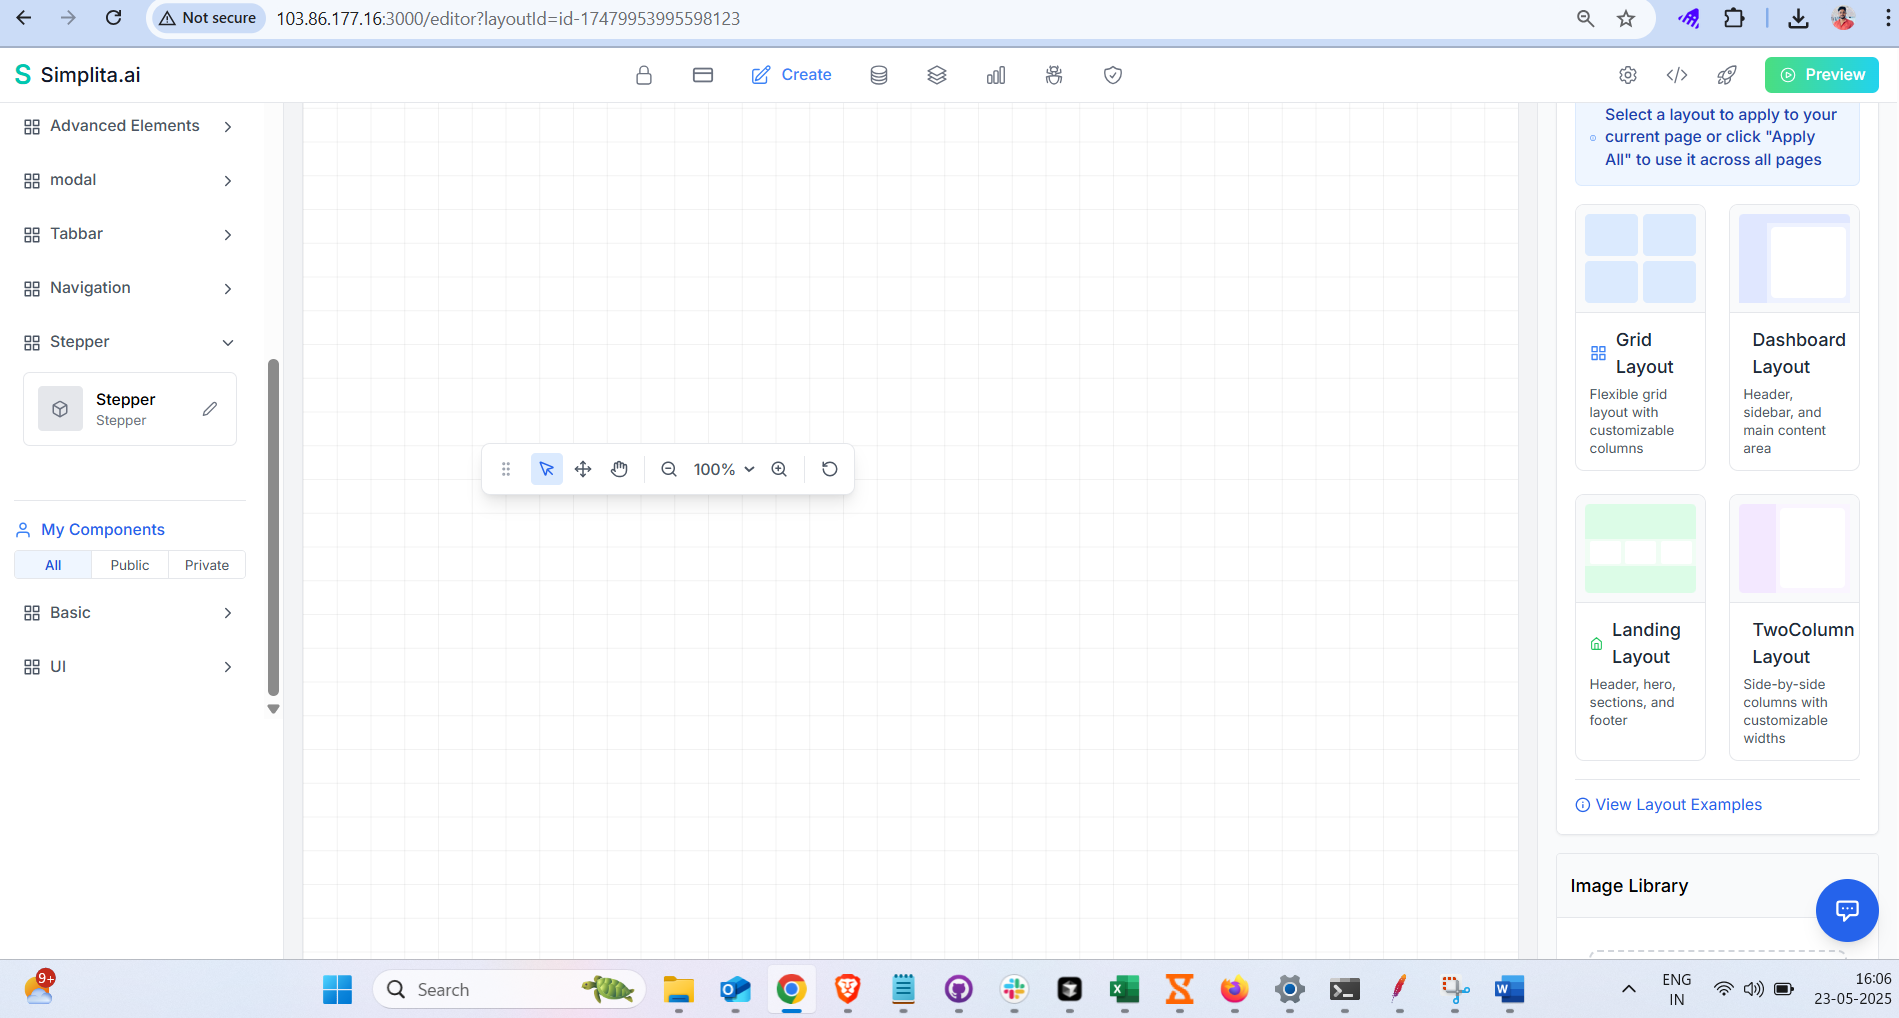 Not secure
103.86.177.16:3000/editor?layoutId=id-17479953995598123
S Simplita.ai
Create
Preview
Advanced Elements
modal
Tabbar
Navigation
Stepper
Stepper
Stepper
My Components
All
Public
Private
Basic
UI
100%
Select a layout to apply to your
current page or click "Apply
All" to use it across all pages
Grid
Layout
Flexible grid
layout with
customizable
columns
Dashboard
Layout
Header,
sidebar, and
main content
area
Landing
Layout
Header, hero,
sections, and
footer
TwoColumn
Layout
Side-by-side
columns with
customizable
widths
View Layout Examples
Image Library
9+
Search
ENG
IN
16:06
23-05-2025